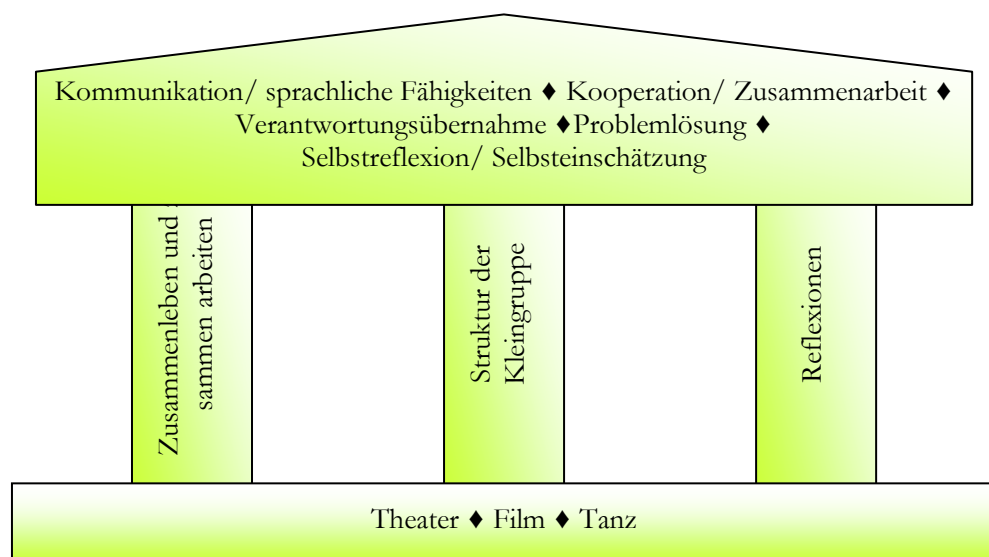 Kommunikation/ sprachliche Fähigkeiten ♦ Kooperation/ Zusammenarbeit ♦
Verantwortungsübernahme ♦Problemlösung ♦
Selbstreflexion/ Selbsteinschätzung
Zusammenleben und
sammen arbeiten
Struktur der
Kleingruppe
Reflexionen
Theater ♦ Film ♦ Tanz